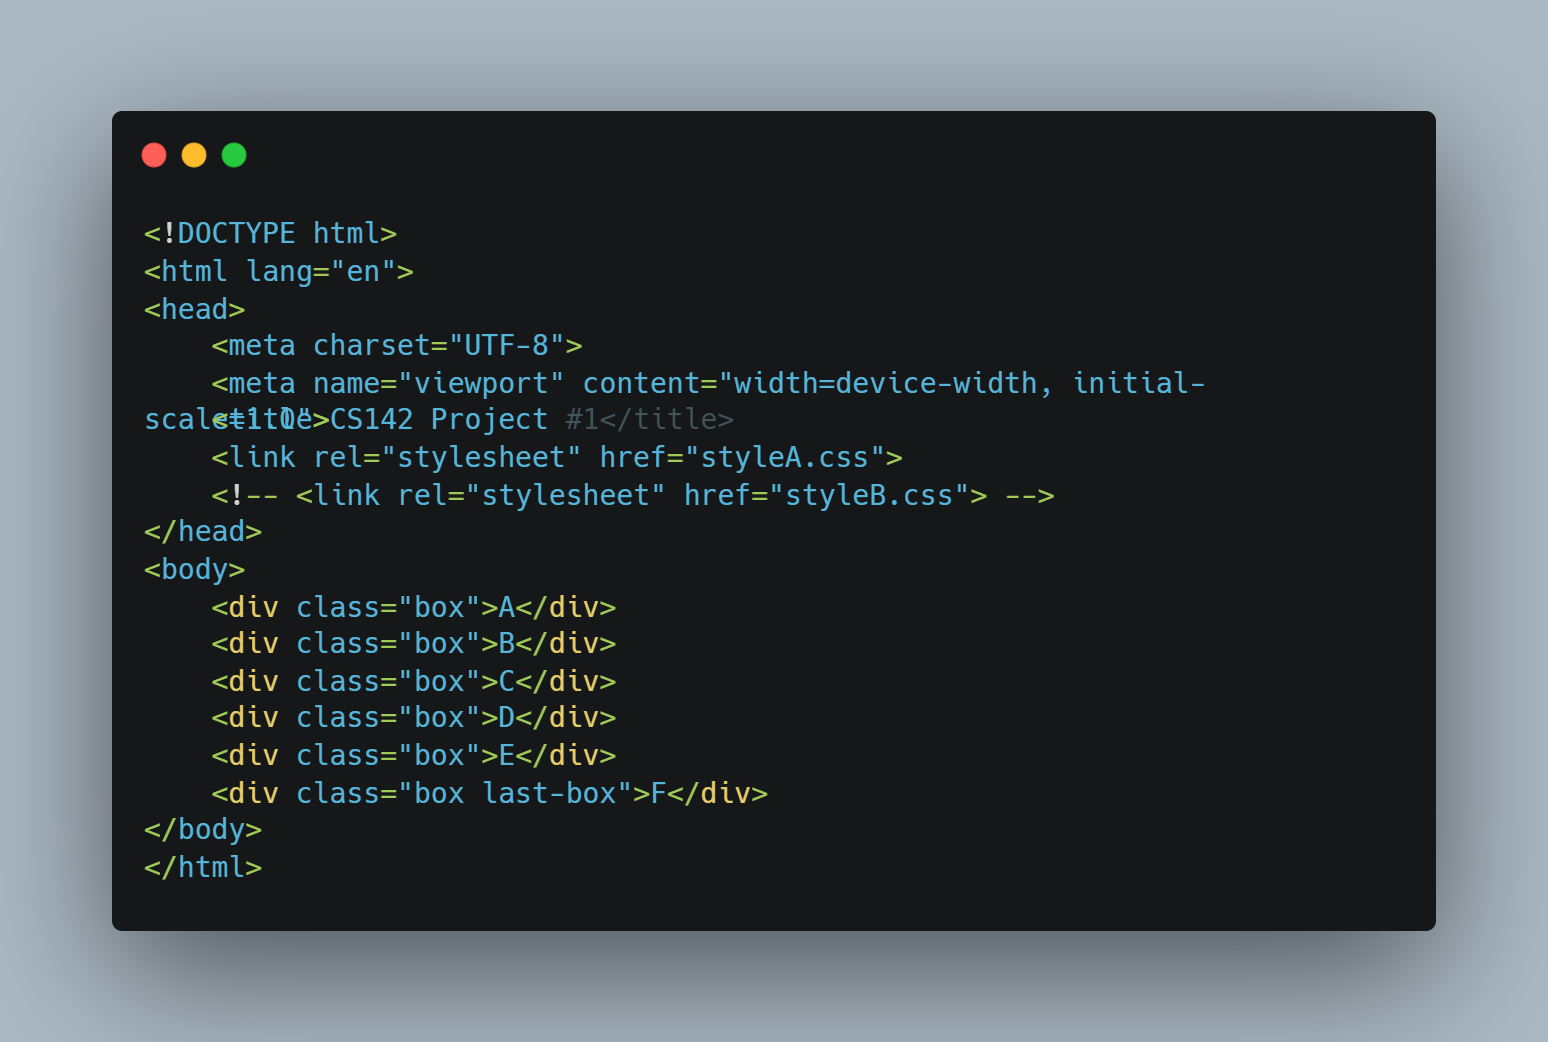 <!DOCTYPE html>
<html lang="en">
<head>
    <meta charset="UTF-8">
    <meta name="viewport" content="width=device-width, initial-
scale=1.0">
    <title>CS142 Project #1</title>
    <link rel="stylesheet" href="styleA.css">
    <!-- <link rel="stylesheet" href="styleB.css"> -->
</head>
<body>
    <div class="box">A</div>
    <div class="box">B</div>
    <div class="box">C</div>
    <div class="box">D</div>
    <div class="box">E</div>
    <div class="box last-box">F</div>
</body>
</html>